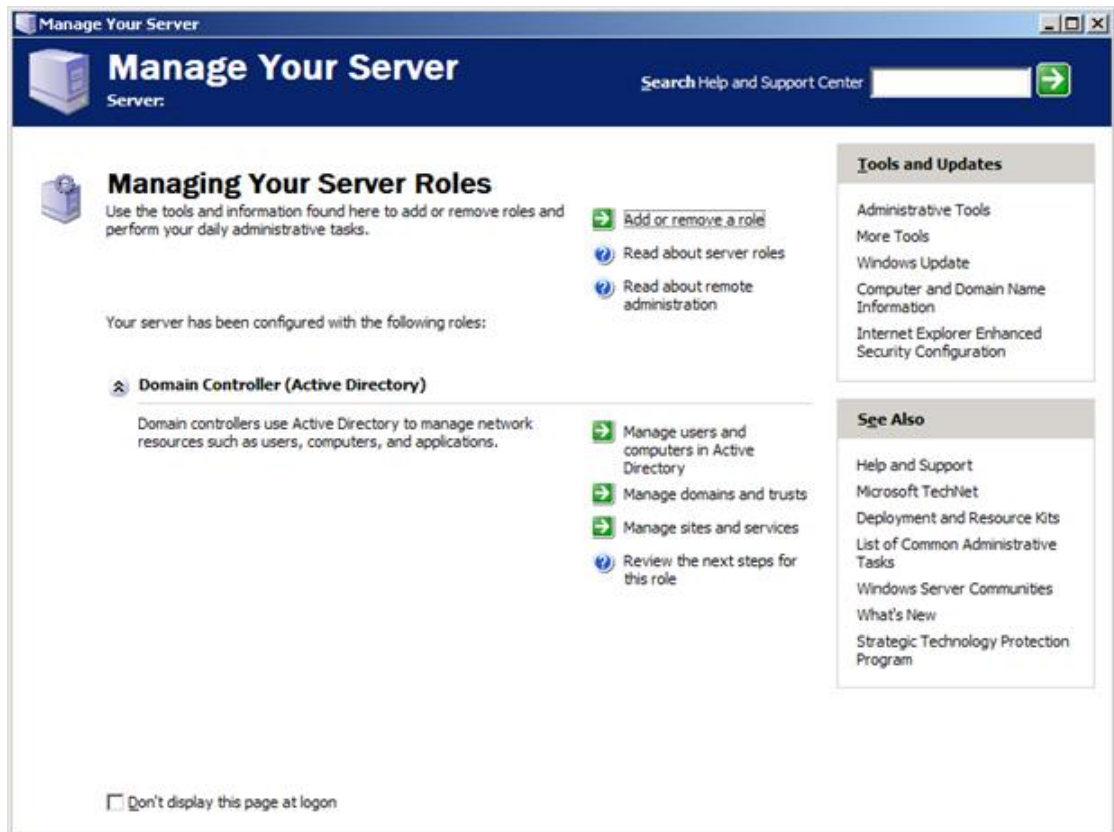 Manage Your Server
Manage Your Server
Server:
Search Help and Support Center
Managing Your Server Roles
Use the tools and information found here to add or remove roles and
perform your daily administrative tasks.
Add or remove a role
Read about server roles
Read about remote
administration
Your server has been configured with the following roles:
Domain Controller (Active Directory)
Domain controllers use Active Directory to manage network
resources such as users, computers, and applications.
Manage users and
computers in Active
Directory
Manage domains and trusts
Manage sites and services
Review the next steps for
this role
Tools and Updates
Administrative Tools
More Tools
Windows Update
Computer and Domain Name
Information
Internet Explorer Enhanced
Security Configuration
See Also
Help and Support
Microsoft TechNet
Deployment and Resource Kits
List of Common Administrative
Tasks
Windows Server Communities
What's New
Strategic Technology Protection
Program
Don't display this page at logon